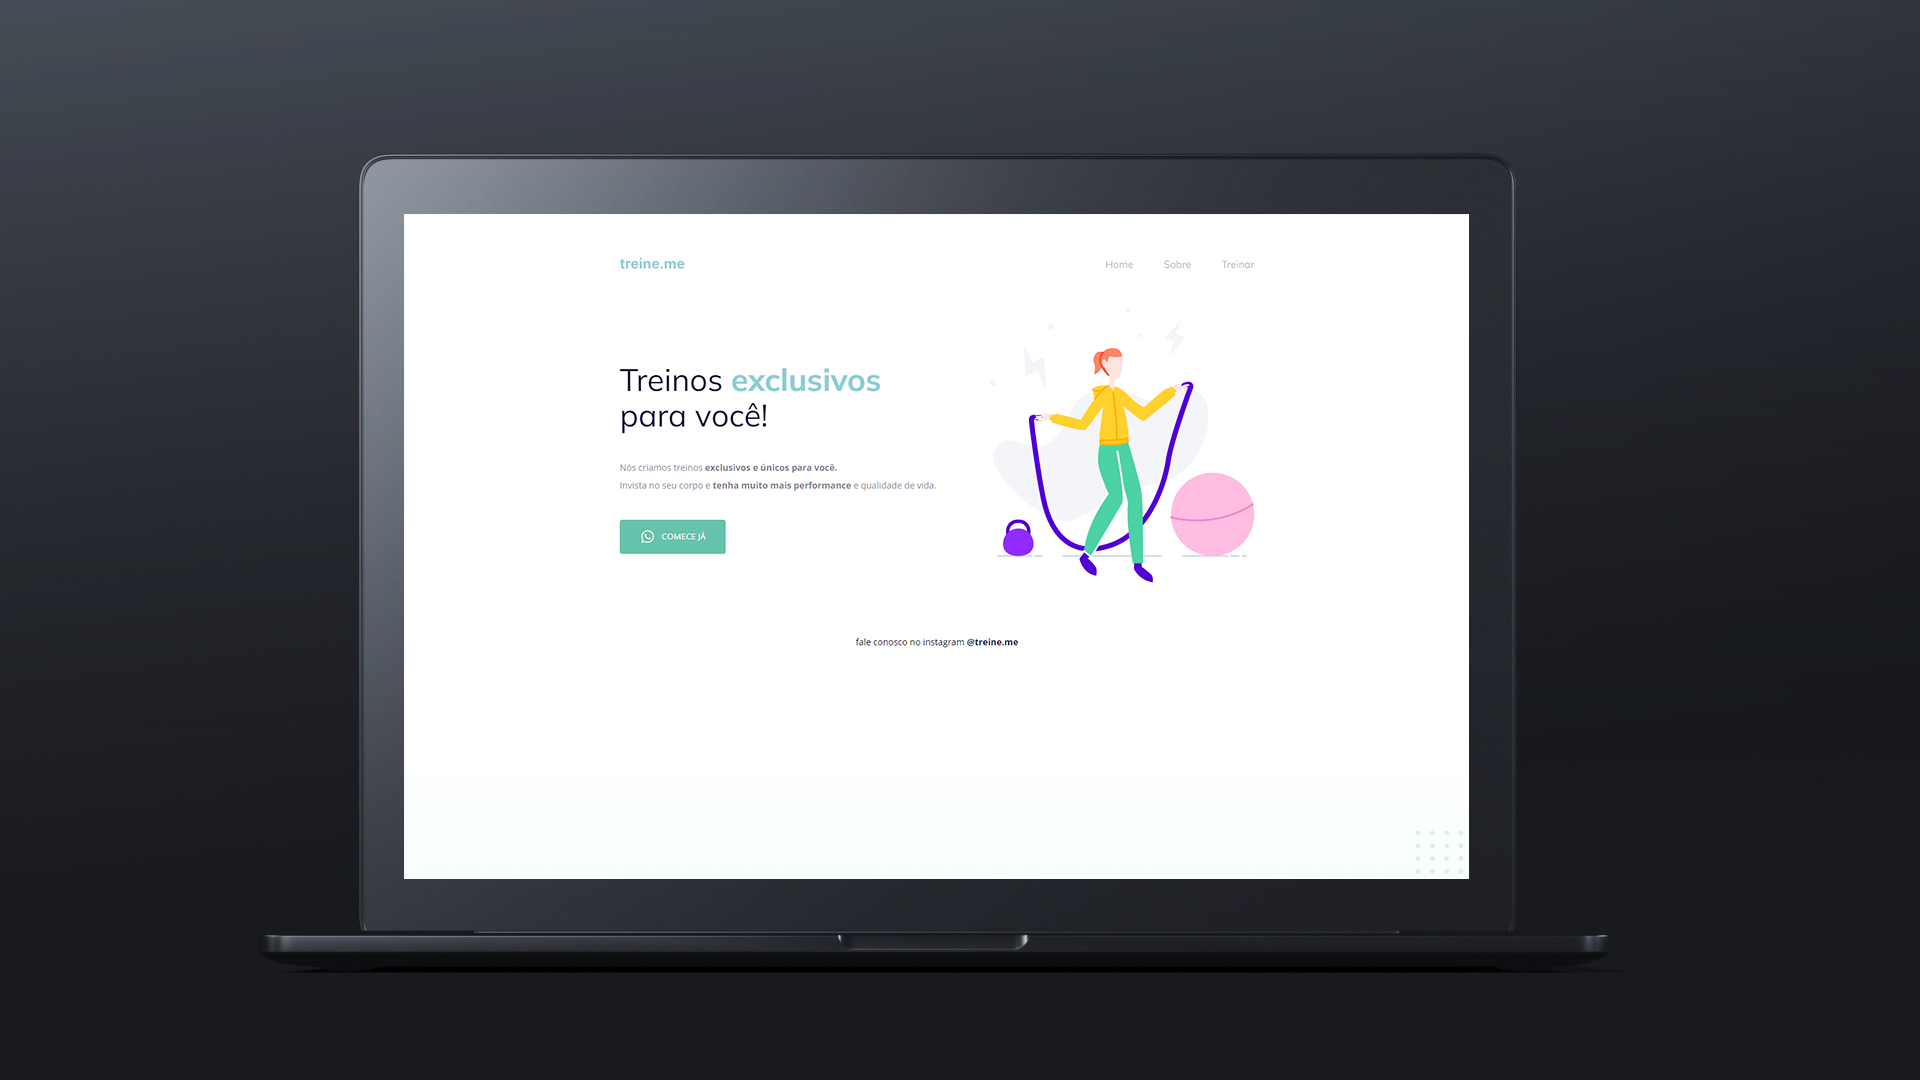 treine.me
Home Sobre Treinar
Treinos exclusivos
para você!
Nós criamos treinos exclusivos e únicos para você.
Invista no seu corpo e tenha muito mais performance e qualidade de vida.
COMECE JÁ
fale conosco no instagram @treine.me